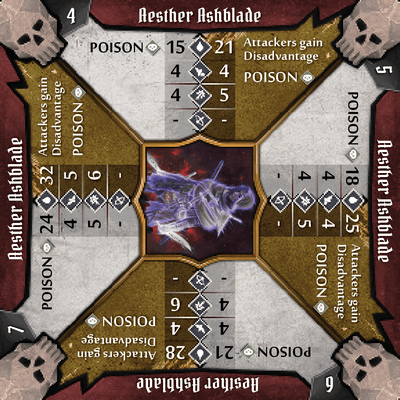 4
Aesther Ashblade
POISON 15 21 Attackers gain
Disadvantage
4 4 POISON
4 5
- -
5
Aesther Ashblade
POISON 18 25 Attackers gain
Disadvantage
4 4 POISON
4 5
- -
6
Aesther Ashblade
POISON 21 28 Attackers gain
Disadvantage
4 4 POISON
4 6
- -
7
Aesther Ashblade
POISON 24 32 Attackers gain
Disadvantage
4 5 POISON
5 6
- -